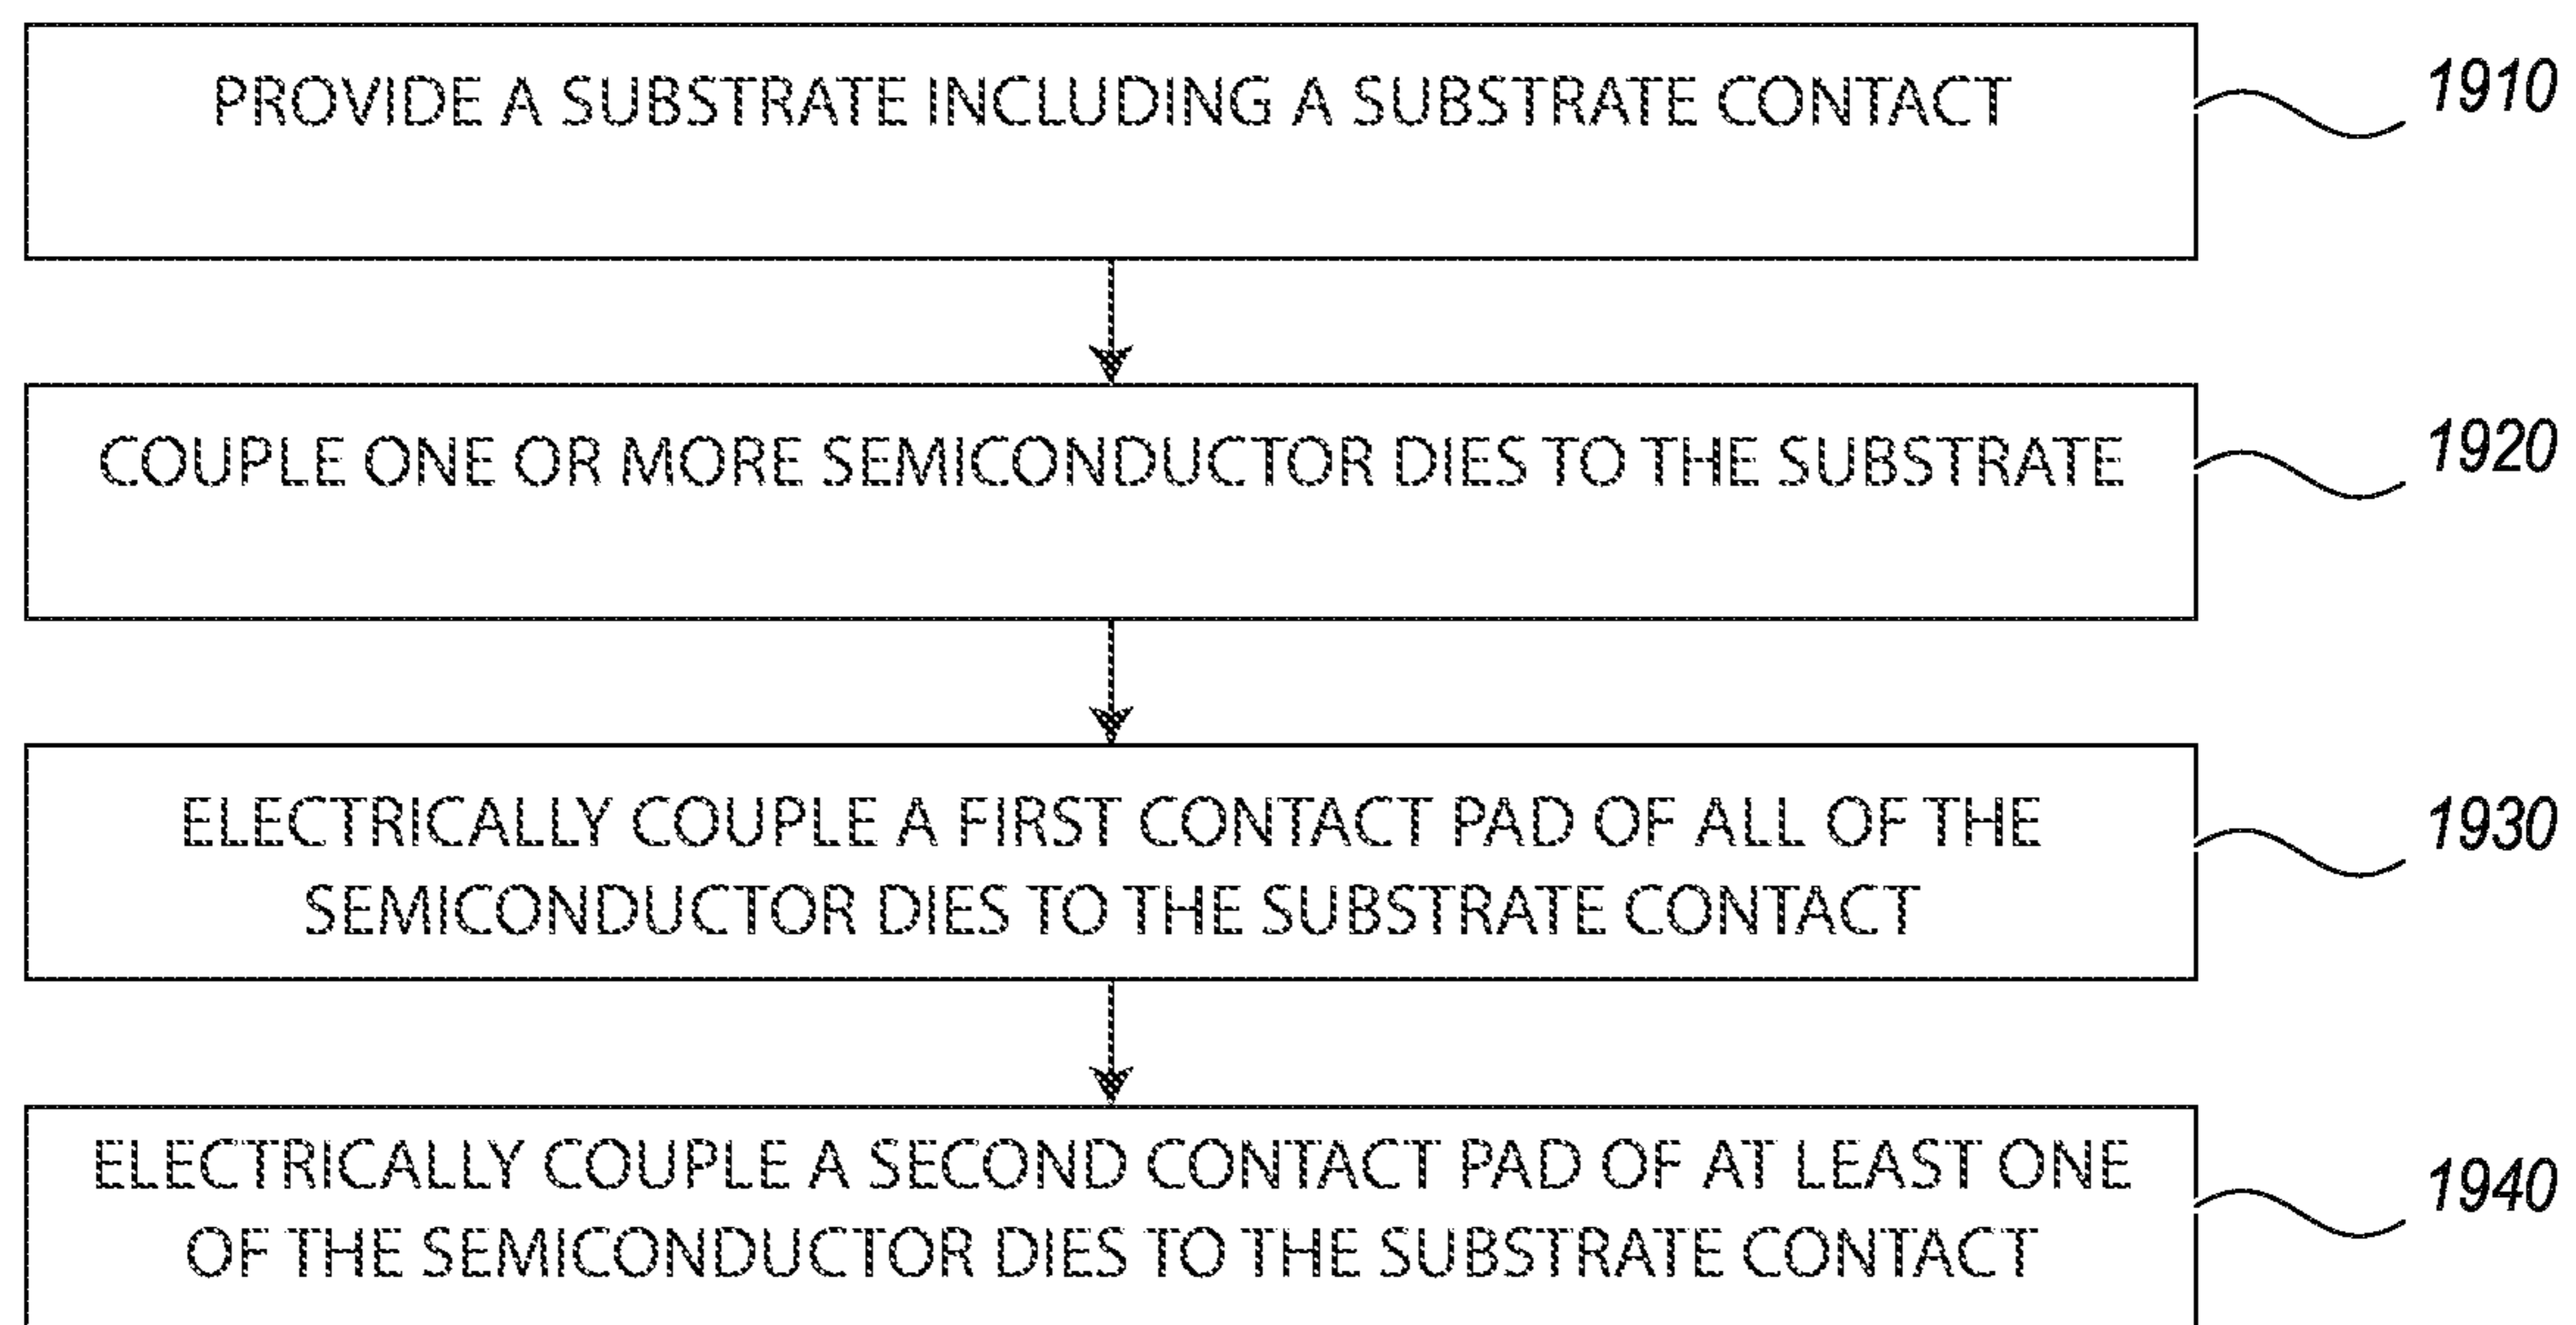 PROVIDE A SUBSTRATE INCLUDING A SUBSTRATE CONTACT
1910
COUPLE ONE OR MORE SEMICONDUCTOR DIES TO THE SUBSTRATE
1920
ELECTRICALLY COUPLE A FIRST CONTACT PAD OF ALL OF THE
SEMICONDUCTOR DIES TO THE SUBSTRATE CONTACT
1930
ELECTRICALLY COUPLE A SECOND CONTACT PAD OF AT LEAST ONE
OF THE SEMICONDUCTOR DIES TO THE SUBSTRATE CONTACT
1940